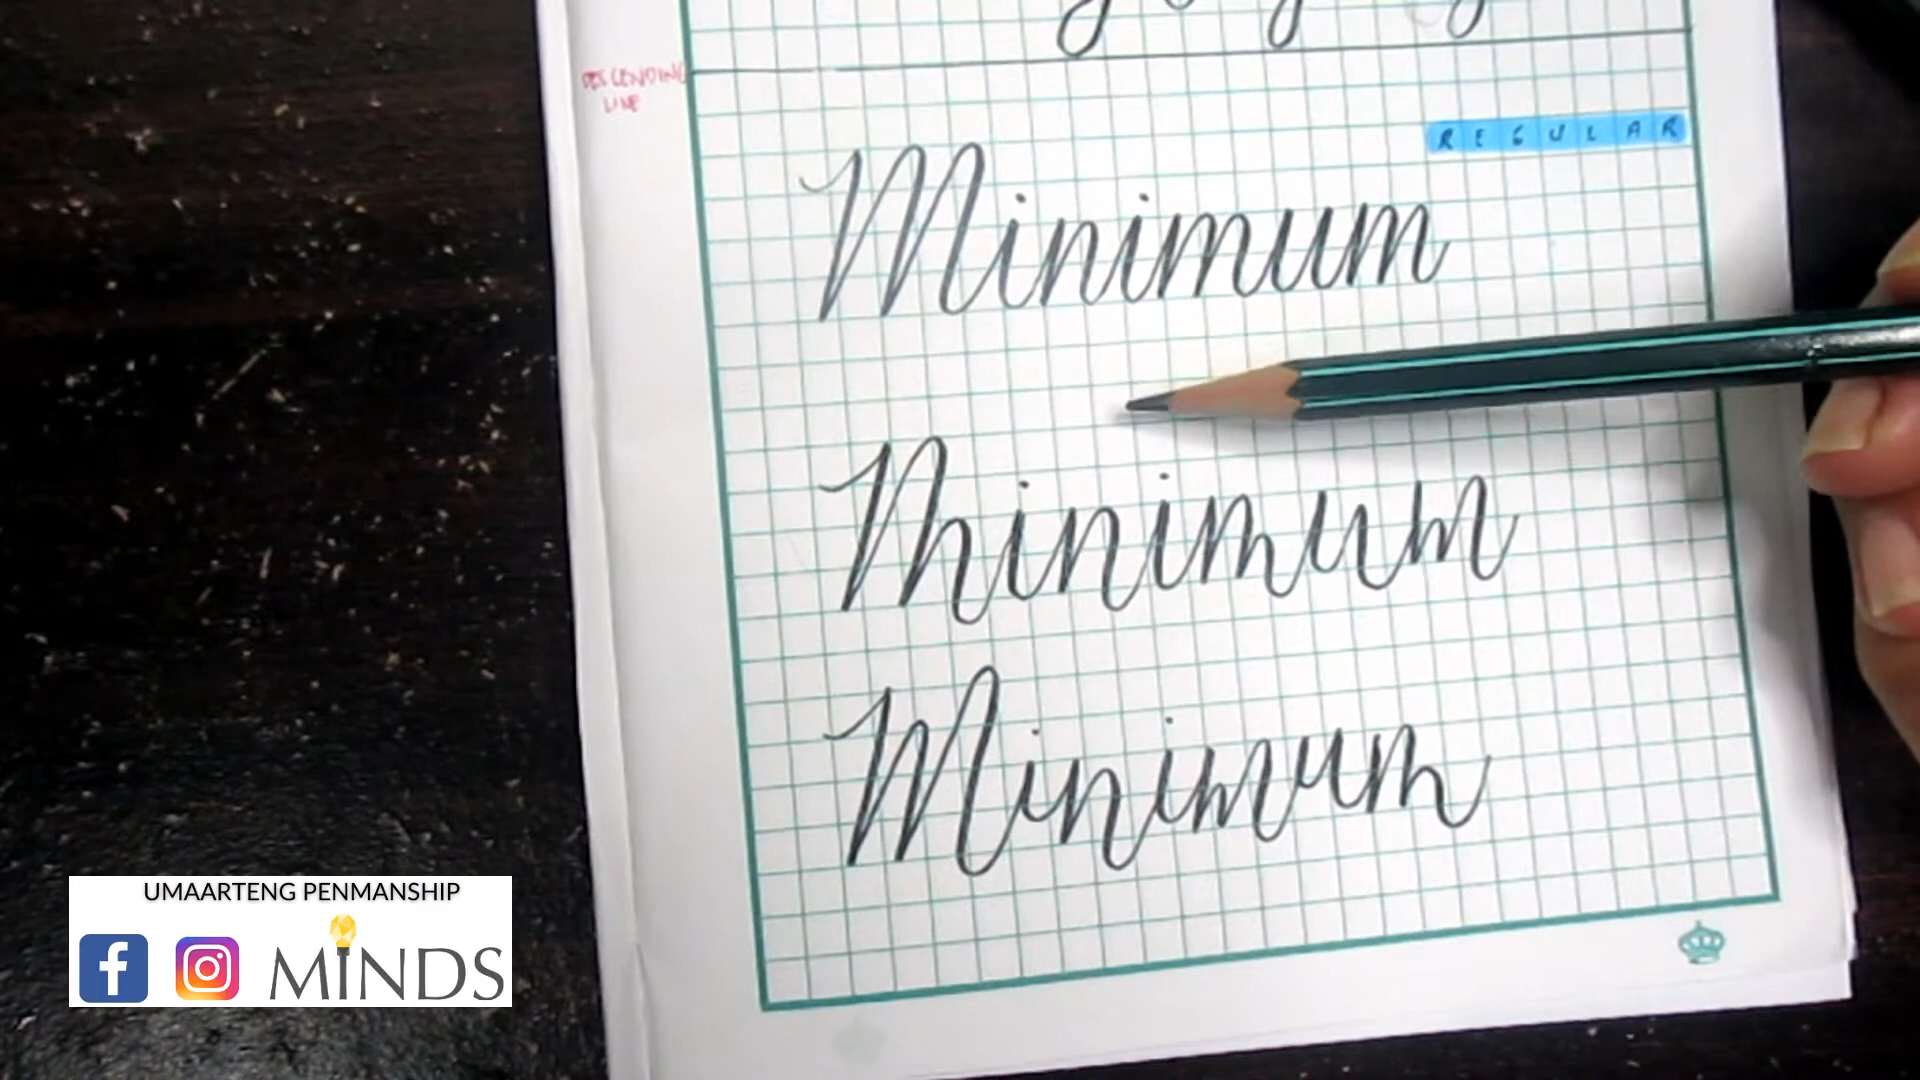 DESCENDING
LINE
REGULAR
Minimum
Minimum
Minimum
UMAARTENG PENMANSHIP
MINDS